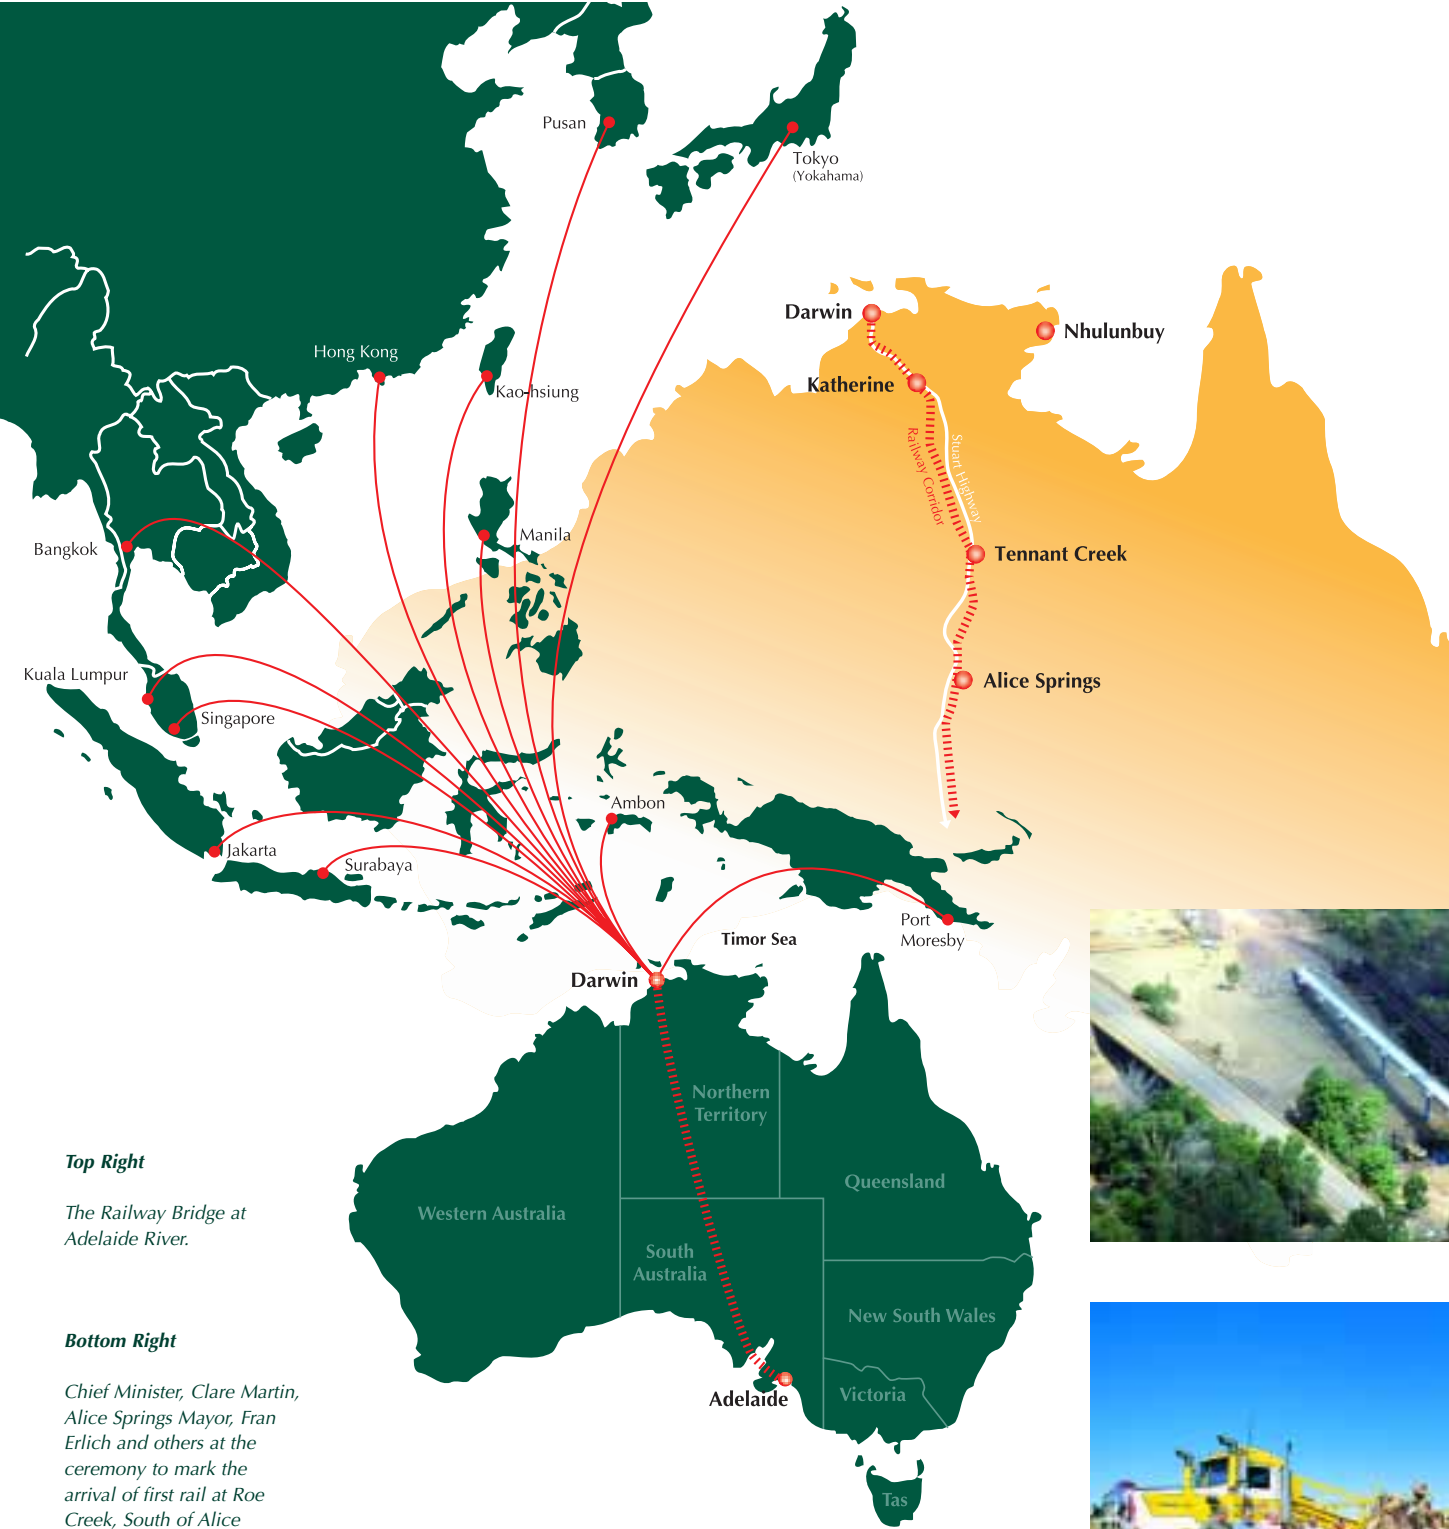 Pusan
Tokyo
(Yokahama)
Darwin
Nhulunbuy
Hong Kong
Katherine
Kao-hsiung
Railway Corridor
Stuart Highway
Manila
Bangkok
Tennant Creek
Kuala Lumpur
Alice Springs
Singapore
Ambon
Jakarta
Surabaya
Port
Moresby
Timor Sea
Darwin
Northern
Territory
Queensland
Western Australia
South
Australia
New South Wales
Victoria
Adelaide
Tas
Top Right
The Railway Bridge at
Adelaide River.
Bottom Right
Chief Minister, Clare Martin,
Alice Springs Mayor, Fran
Erlich and others at the
ceremony to mark the
arrival of first rail at Roe
Creek, South of Alice